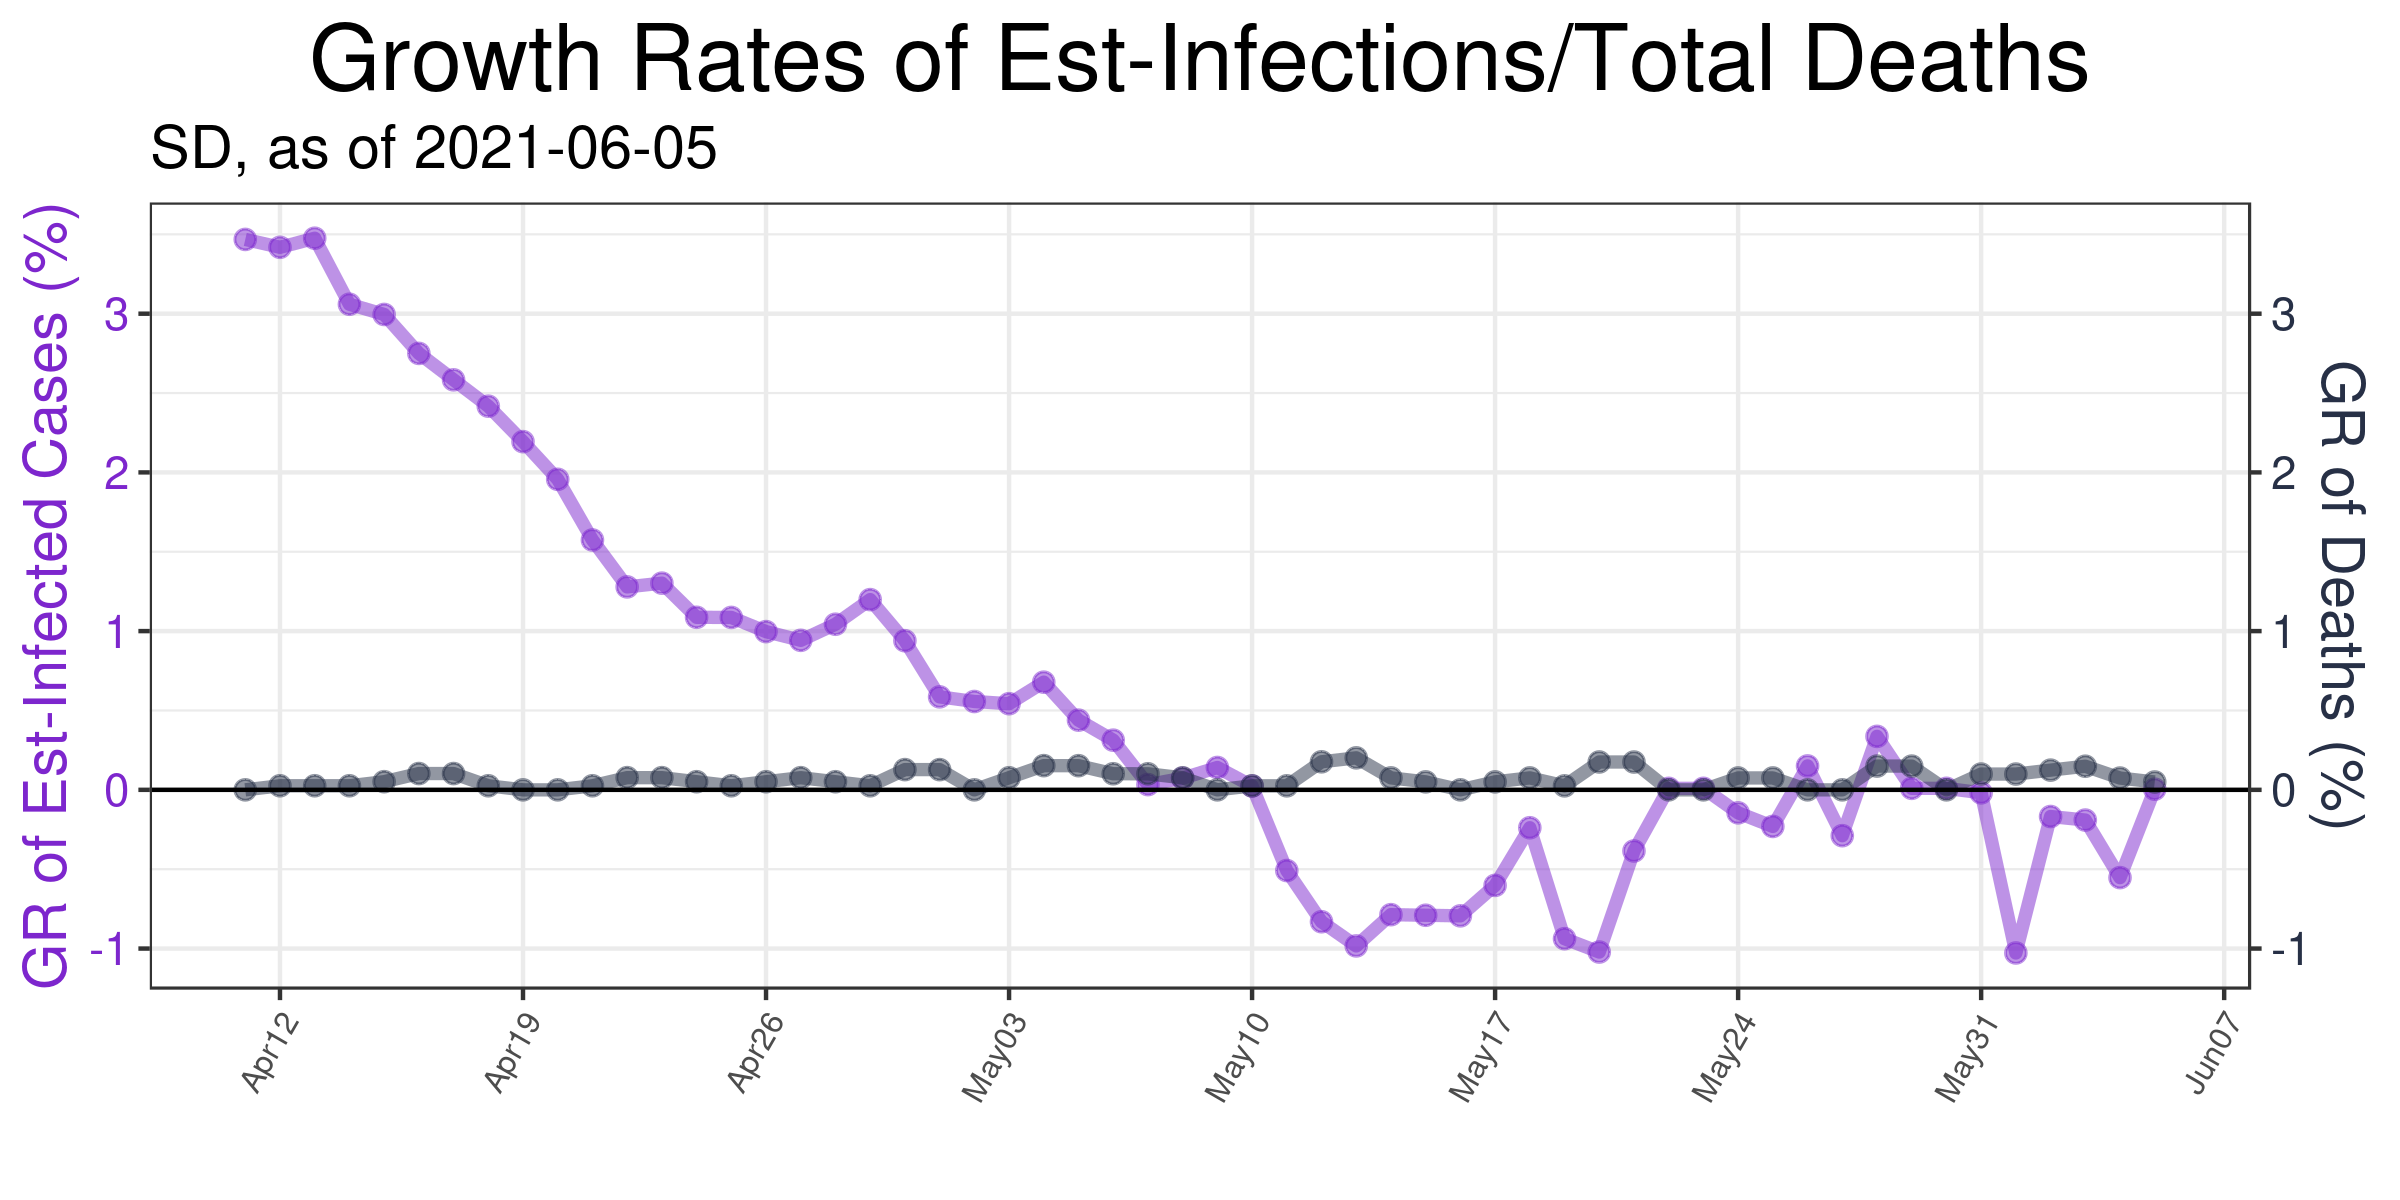 Growth Rates of Est-Infections/Total Deaths
SD, as of 2021-06-05
GR of Est-Infected Cases (%)
3
2
1
0
-1
3
2
1
0
-1
GR of Deaths (%)
Apr12
Apr19
Apr26
May03
May10
May17
May24
May31
Jun07